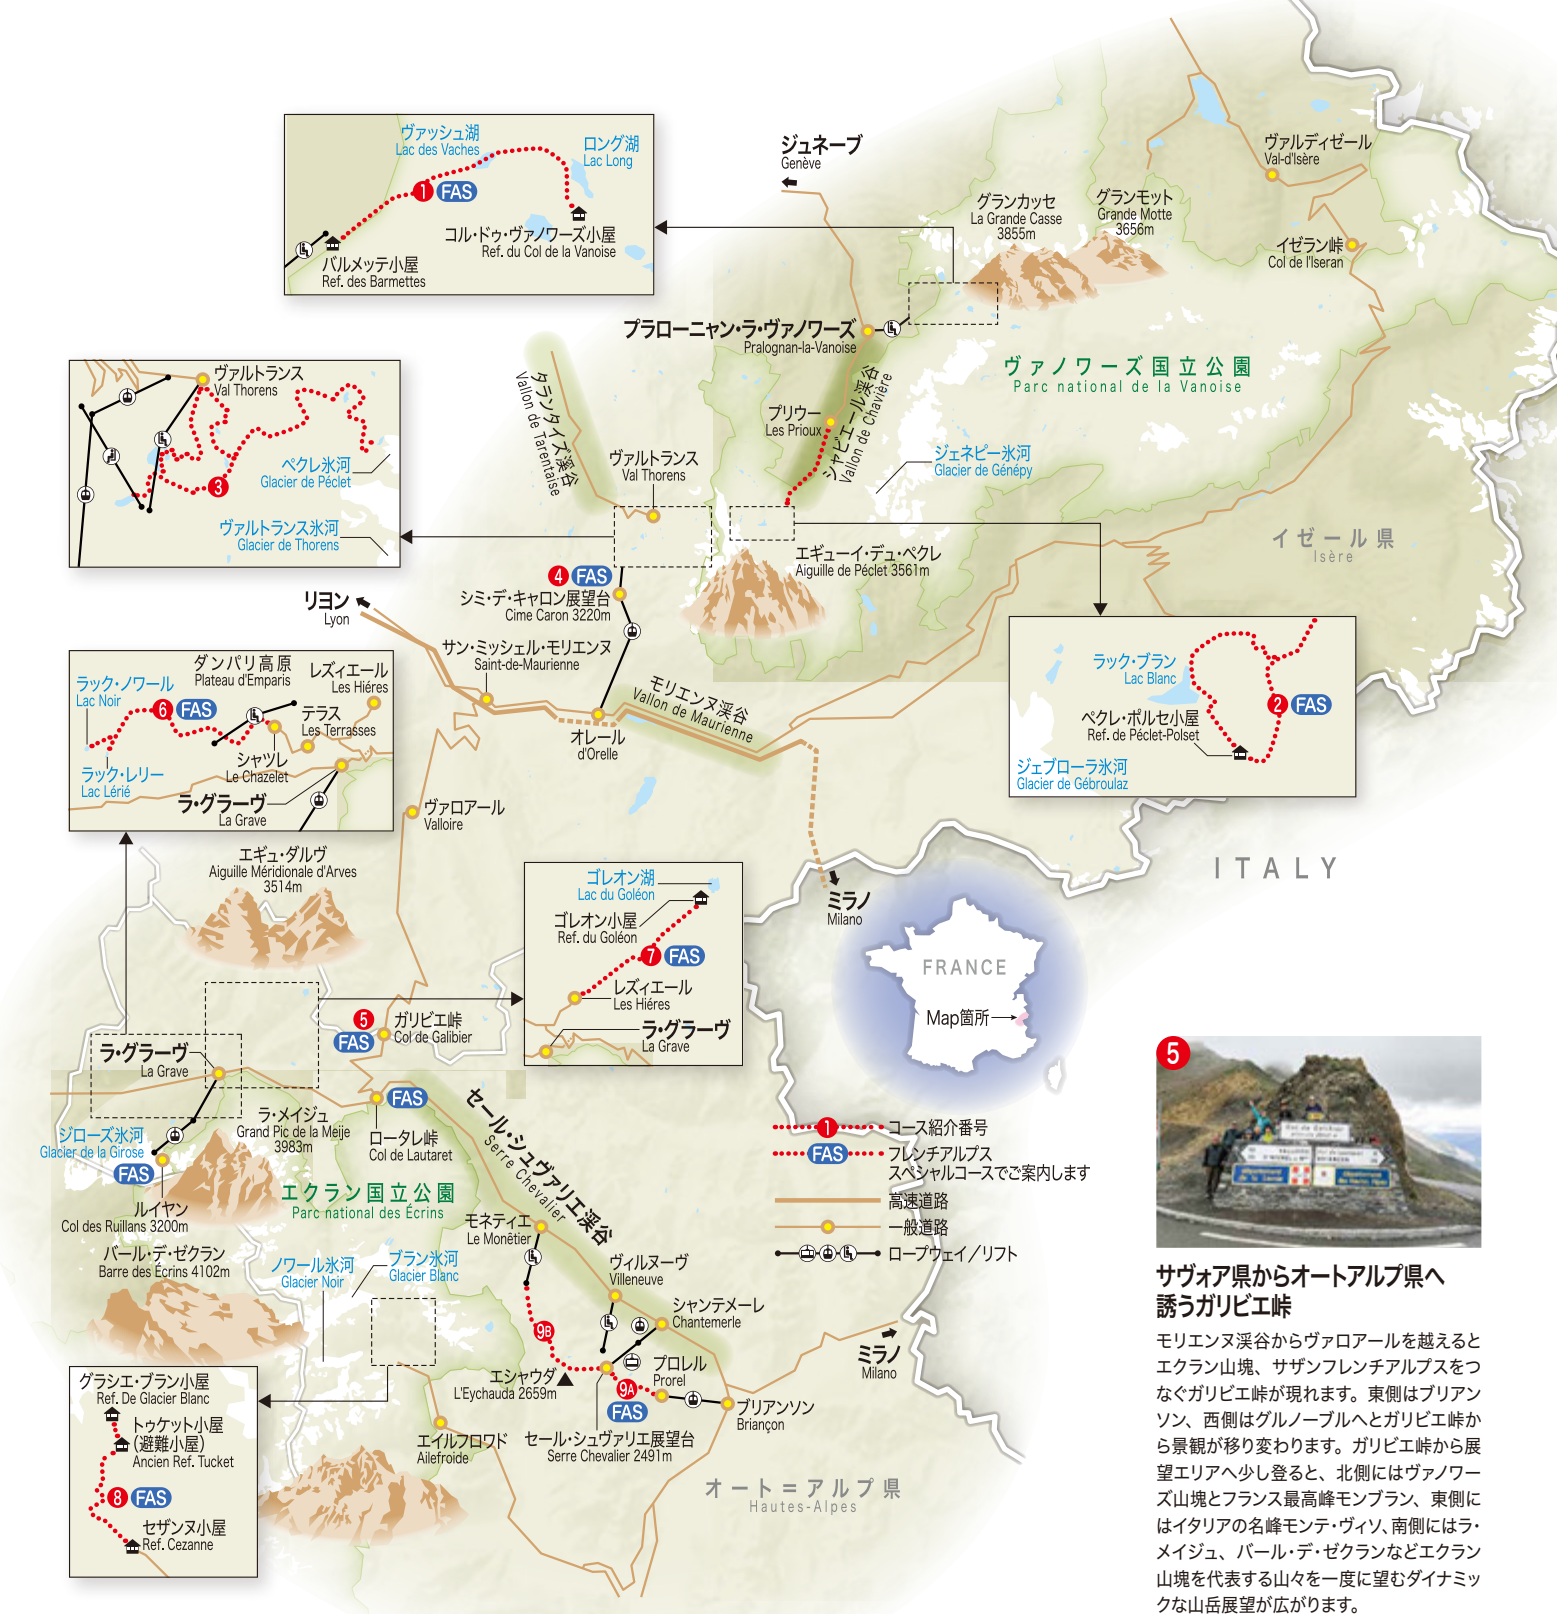 ヴァッシュ湖
Lac des Vaches
ロング湖
Lac Long
1 FAS
コル・ドゥ・ヴァノワーズ小屋
Ref. du Col de la Vanoise
バルメッテ小屋
Ref. des Barmettes
ジュネーブ
Genève
グランカッセ
La Grande Casse
3855m
グランモット
Grande Motte
3656m
ヴァルディゼール
Val-d'Isère
イゼラン峠
Col de l'Iseran
プラローニャン・ラ・ヴァノワーズ
Pralognan-la-Vanoise
ヴァノワーズ国立公園
Parc national de la Vanoise
ヴァルトランス
Val Thorens
ペクレ氷河
Glacier de Péclet
3
ヴァルトランス氷河
Glacier de Thorens
タランタイズ渓谷
Vallon de Tarentaise
ヴァルトランス
Val Thorens
プリウー
Les Prioux
シャビエール渓谷
Vallon de Chavière
ジェネピー氷河
Glacier de Génépy
エギューイ・デュ・ペクレ
Aiguille de Péclet 3561m
イゼール県
Isère
4 FAS
シミ・デ・キャロン展望台
Cime Caron 3220m
リヨン
Lyon
サン・ミッシェル・モリエンヌ
Saint-de-Maurienne
モリエンヌ渓谷
Vallon de Maurienne
オレール
d'Orelle
ラック・ブラン
Lac Blanc
2 FAS
ペクレ・ポルセ小屋
Ref. de Péclet-Polset
ジェブローラ氷河
Glacier de Gébroulaz
ダンパリ高原
Plateau d'Emparis
ラック・ノワール
Lac Noir
6 FAS
レズィエール
Les Hiéres
テラス
Les Terrasses
シャツレ
Le Chazelet
ラック・レリー
Lac Lérié
ラ・グラーヴ
La Grave
ヴァロアール
Valloire
エギュ・ダルヴ
Aiguille Méridionale d'Arves
3514m
ゴレオン湖
Lac du Goléon
ゴレオン小屋
Ref. du Goléon
7 FAS
レズィエール
Les Hiéres
ラ・グラーヴ
La Grave
ミラノ
Milano
ITALY
FRANCE
Map箇所
5
FAS
ガリビエ峠
Col de Galibier
ラ・グラーヴ
La Grave
FAS
ロータレ峠
Col de Lautaret
ラ・メイジュ
Grand Pic de la Meije
3983m
ジローズ氷河
Glacier de la Girose
FAS
ルイヤン
Col des Ruillans 3200m
エクラン国立公園
Parc national des Écrins
セール・シュヴァリエ渓谷
Serre Chevalier
モネティエ
Le Monêtier
バール・デ・ゼクラン
Barre des Écrins 4102m
ノワール氷河
Glacier Noir
ブラン氷河
Glacier Blanc
ヴィルヌーヴ
Villeneuve
シャンテメーレ
Chantemerle
9B
エシャウダ
L'Eychauda 2659m
プロレル
Prorel
9A
FAS
ブリアンソン
Briançon
ミラノ
Milano
エイルフロワド
Ailefroide
セール・シュヴァリエ展望台
Serre Chevalier 2491m
オート=アルプ県
Hautes-Alpes
グラシエ・ブラン小屋
Ref. De Glacier Blanc
トゥケット小屋
(避難小屋)
Ancien Ref. Tucket
8 FAS
セザンヌ小屋
Ref. Cezanne
1 コース紹介番号
FAS フレンチアルプス
スペシャルコースでご案内します
高速道路
一般道路
ロープウェイ/リフト
5
サヴォア県からオートアルプ県へ
誘うガリビエ峠
モリエンヌ渓谷からヴァロアールを越えると
エクラン山塊、サザンフレンチアルプスをつ
なぐガリビエ峠が現れます。東側はブリアン
ソン、西側はグルノーブルへとガリビエ峠か
ら景観が移り変わります。ガリビエ峠から展
望エリアへ少し登ると、北側にはヴァノワー
ズ山塊とフランス最高峰モンブラン、東側に
はイタリアの名峰モンテ・ヴィソ、南側にはラ・
メイジュ、バール・デ・ゼクランなどエクラン
山塊を代表する山々を一度に望むダイナミッ
クな山岳展望が広がります。